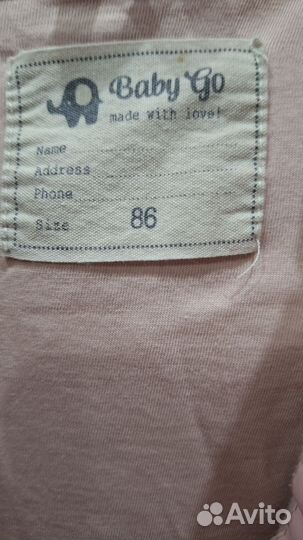 Baby Go
made with love!
Name
Address
Phone
Size 86
Avito